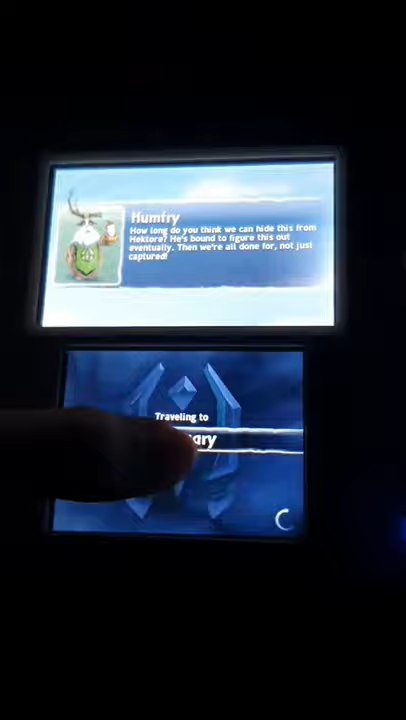 Humfry
How long do you think we can hide this from
Hektore? He's bound to figure this out
eventually. Then we're all done for, not just
captured!
Traveling to